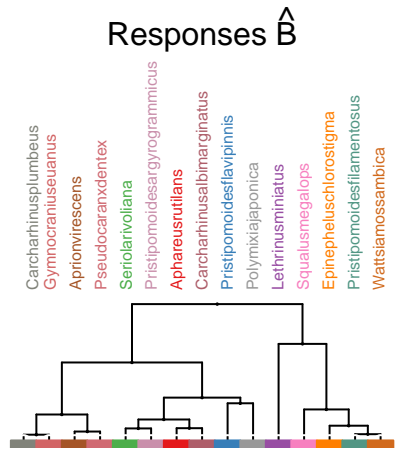 Responses B̂
Carcharhinusplumbeus
Gymnocraniuseuanus
Aprionvirescens
Pseudocaranxdentex
Seriolarivoliana
Pristipomoidesargyrogrammicus
Aphareusrutilans
Carcharhinusalbimarginatus
Pristipomoidesflavipinnis
Polymixiajaponica
Lethrinusminiatus
Squalusmegalops
Epinepheluschlorostigma
Pristipomoidesfilamentosus
Wattsiamossambica